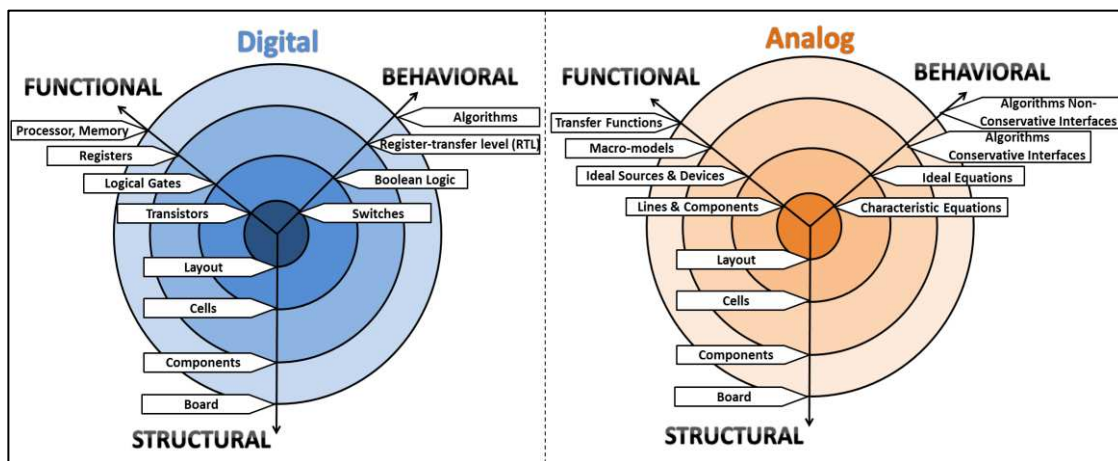 Digital
FUNCTIONAL
BEHAVIORAL
Processor, Memory
Registers
Logical Gates
Transistors
Algorithms
Register-transfer level (RTL)
Boolean Logic
Switches
Layout
Cells
Components
Board
STRUCTURAL
Analog
FUNCTIONAL
BEHAVIORAL
Transfer Functions
Macro-models
Ideal Sources & Devices
Lines & Components
Algorithms Non-
Conservative Interfaces
Algorithms
Conservative Interfaces
Ideal Equations
Characteristic Equations
Layout
Cells
Components
Board
STRUCTURAL